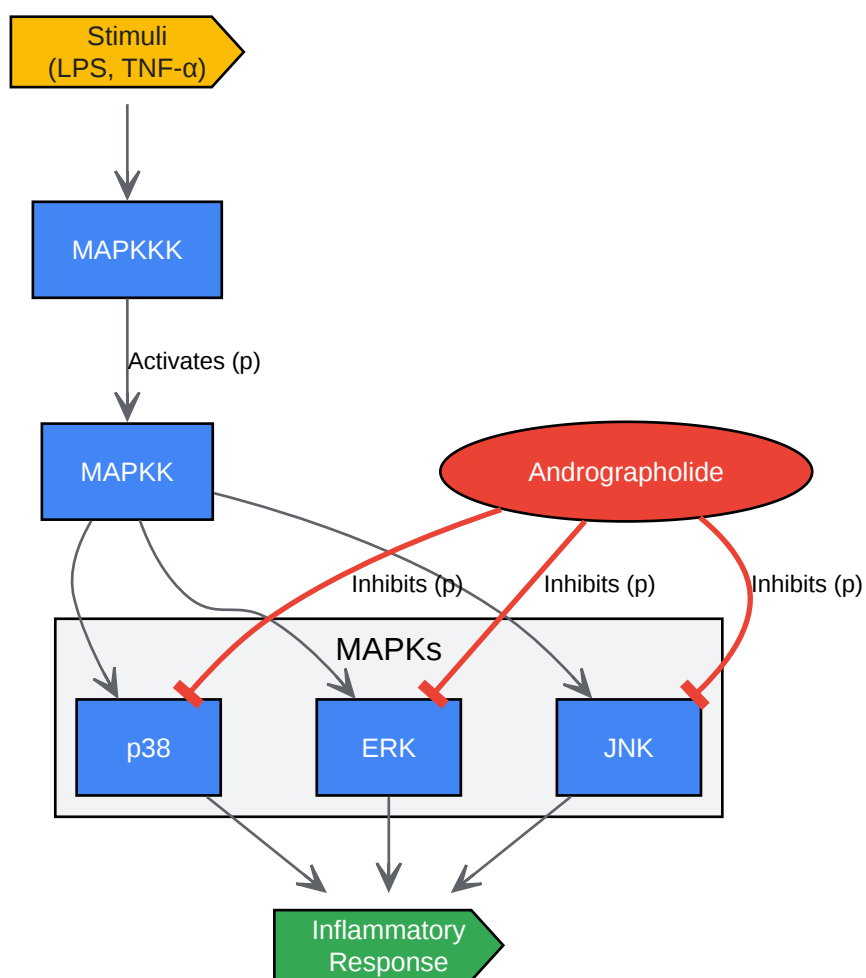 Stimuli
(LPS, TNF-α)
MAPKKK
Activates (p)
MAPKK
Andrographolide
Inhibits (p)
Inhibits (p)
Inhibits (p)
MAPKs
p38
ERK
JNK
Inflammatory
Response